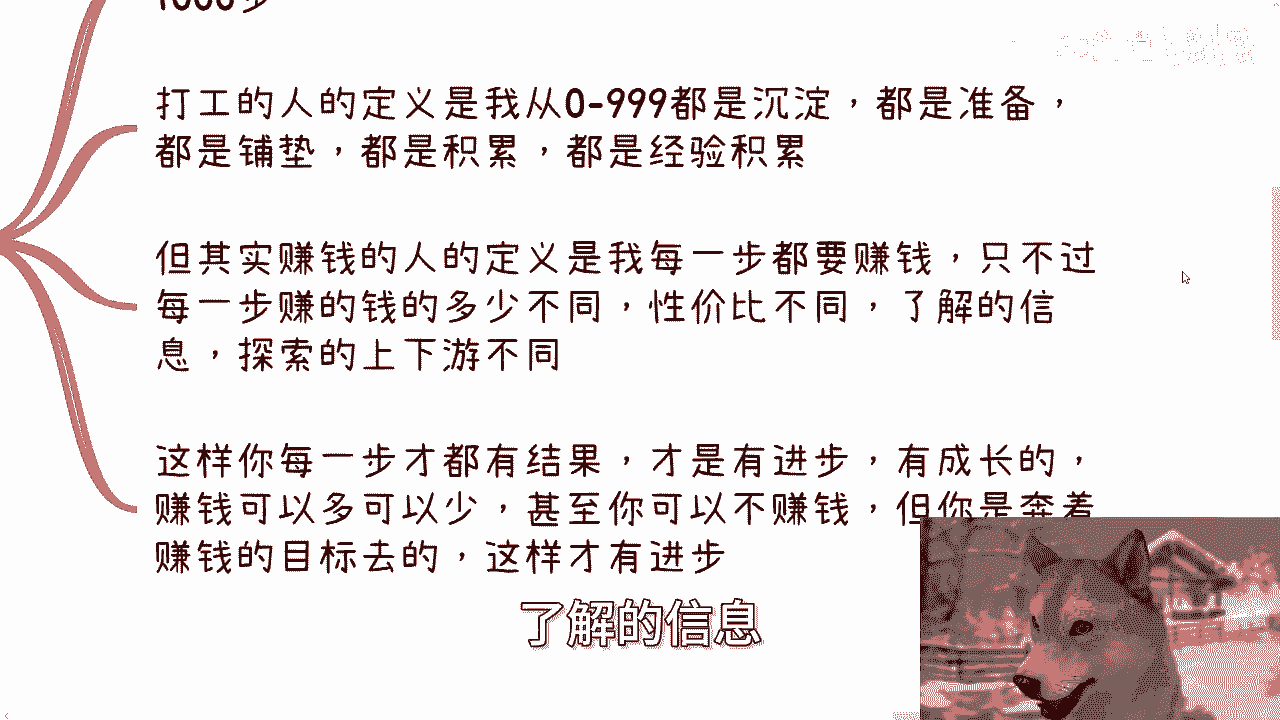 1000步
打工的人的定义是我从0-999都是沉淀，都是准备，
都是铺垫，都是积累，都是经验积累
但其实赚钱的人的定义是我每一步都要赚钱，只不过
每一步赚的钱的多少不同，性价比不同，了解的信
息，探索的上下游不同
这样你每一步才都有结果，才是有进步，有成长的，
赚钱可以多可以少，甚至你可以不赚钱，但你是奔着
赚钱的目标去的，这样才有进步
了解的信息